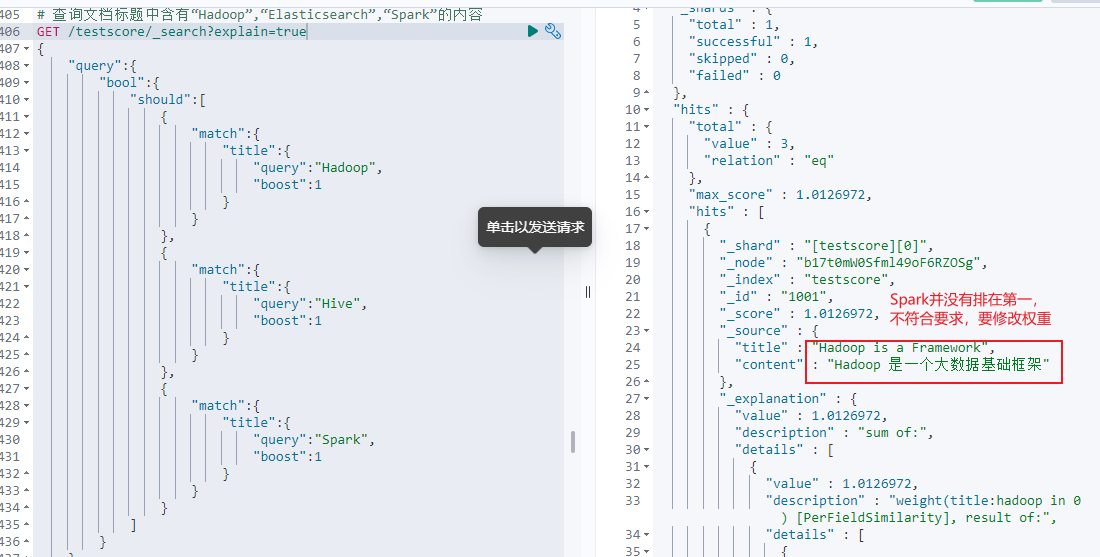 405 # 查询文档标题中含有“Hadoop”,“Elasticsearch”,“Spark”的内容
406 GET /testscore/_search?explain=true
407 {
408 "query":{
409 "bool":{
410 "should":[
411 {
412 "match":{
413 "title":{
414 "query":"Hadoop",
415 "boost":1
416 }
417 }
418 },
419 {
420 "match":{
421 "title":{
422 "query":"Hive",
423 "boost":1
424 }
425 }
426 },
427 {
428 "match":{
429 "title":{
430 "query":"Spark",
431 "boost":1
432 }
433 }
434 }
435 ]
436 }
单击以发送请求
4 "_shards" : {
5 "total" : 1,
6 "successful" : 1,
7 "skipped" : 0,
8 "failed" : 0
9 },
10 "hits" : {
11 "total" : {
12 "value" : 3,
13 "relation" : "eq"
14 },
15 "max_score" : 1.0126972,
16 "hits" : [
17 {
18 "_shard" : "[testscore][0]",
19 "_node" : "b17t0mW0Sfml49oF6RZOSg",
20 "_index" : "testscore",
21 "_id" : "1001",
22 "_score" : 1.0126972,
23 "_source" : {
24 "title" : "Hadoop is a Framework",
25 "content" : "Hadoop 是一个大数据基础框架"
26 },
27 "_explanation" : {
28 "value" : 1.0126972,
29 "description" : "sum of:",
30 "details" : [
31 {
32 "value" : 1.0126972,
33 "description" : "weight(title:hadoop in 0
) [PerFieldSimilarity], result of:",
34 "details" : [
35 {
Spark并没有排在第一，
不符合要求，要修改权重